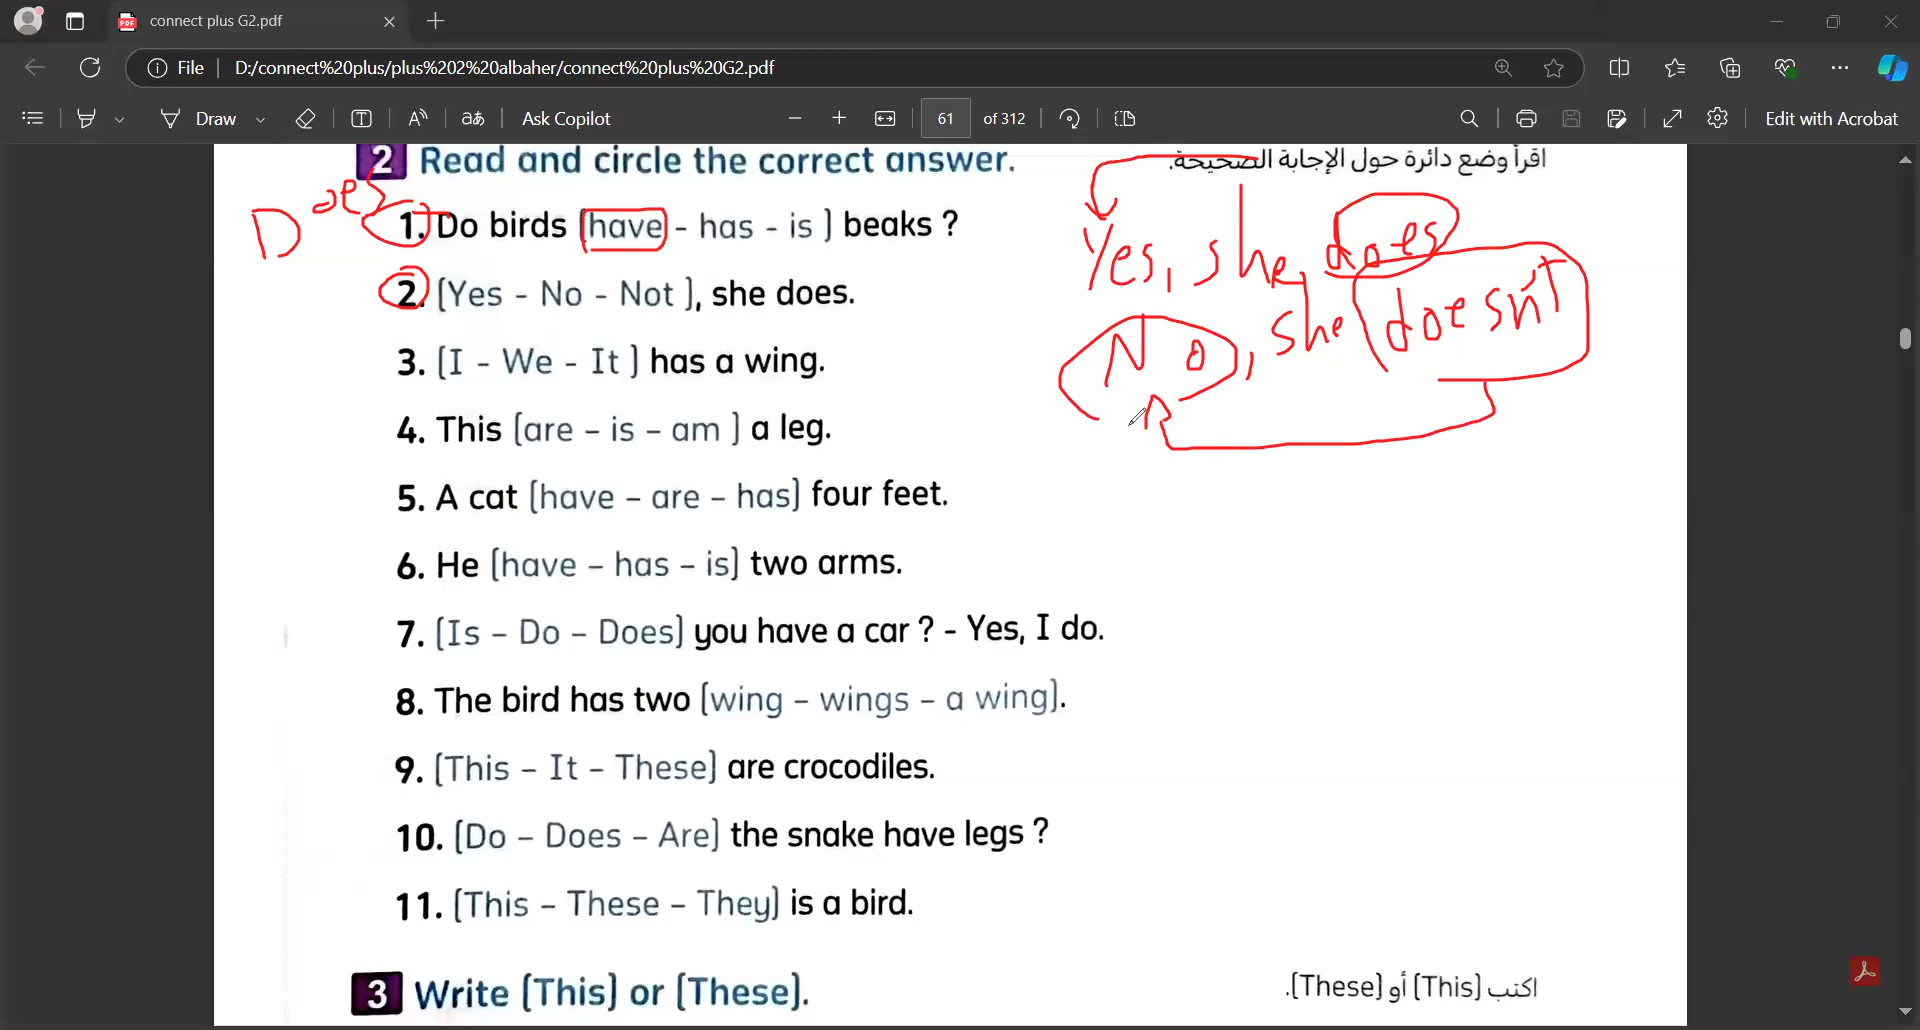 connect plus G2.pdf
File D:/connect%20plus/plus%202%20albaher/connect%20plus%20G2.pdf
Draw Ask Copilot 61 of 312 Edit with Acrobat
2 Read and circle the correct answer. اقرأ وضع دائرة حول الإجابة الصحيحة.
Does
1. Do birds (have - has - is ) beaks ?
Yes, she does
2. (Yes - No - Not ), she does.
No, she doesn't
3. (I - We - It ) has a wing.
4. This (are – is – am ) a leg.
5. A cat (have – are – has) four feet.
6. He (have – has – is) two arms.
7. (Is – Do – Does) you have a car ? - Yes, I do.
8. The bird has two (wing – wings – a wing).
9. (This – It – These) are crocodiles.
10. (Do – Does – Are) the snake have legs ?
11. (This – These – They) is a bird.
3 Write (This) or (These). اكتب (This) أو (These).